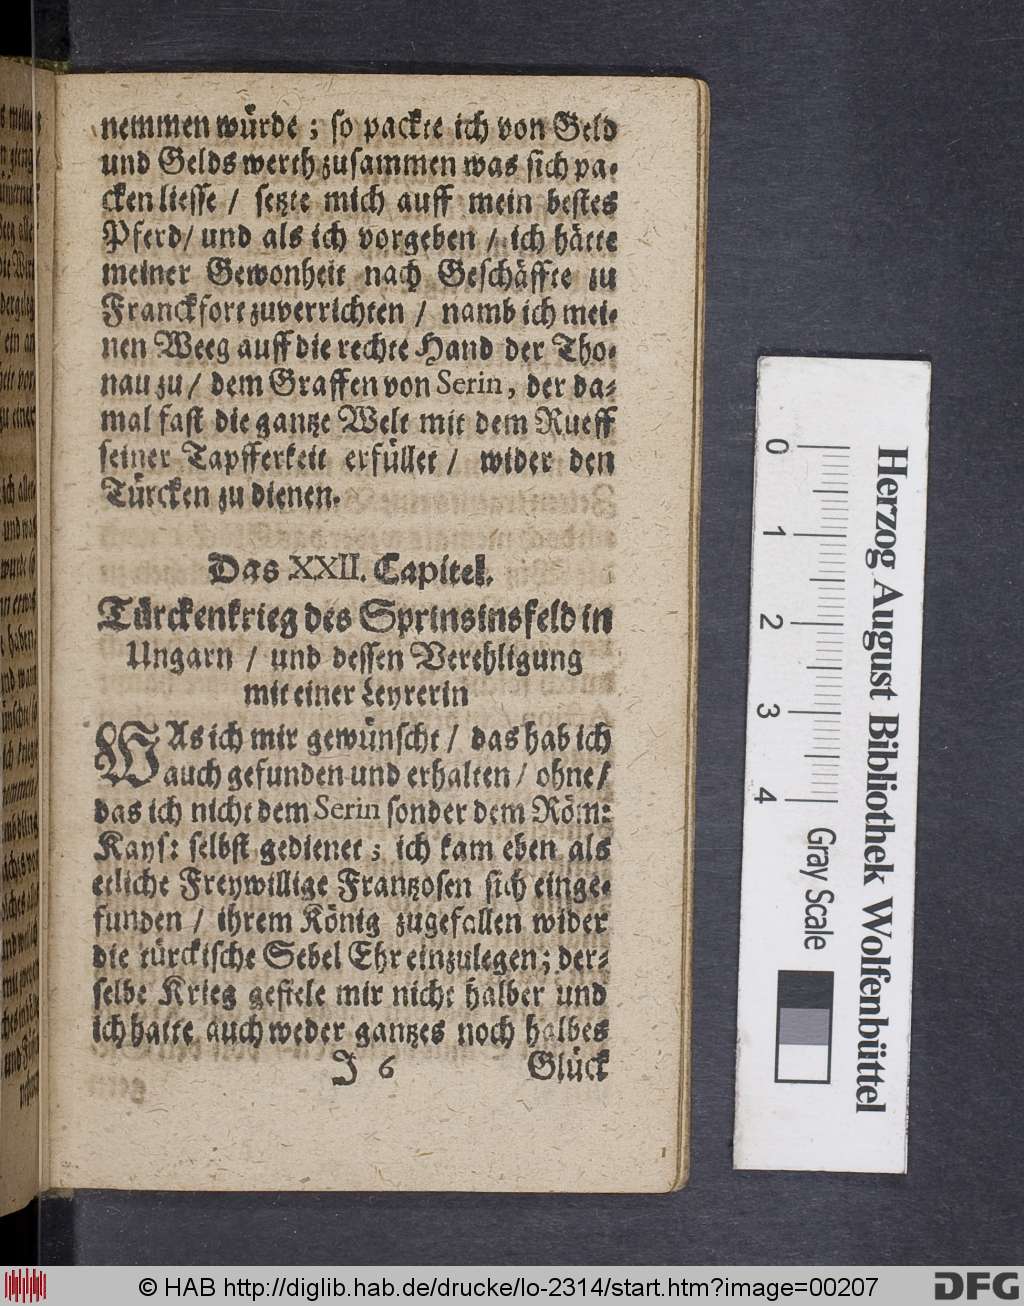 nemmen würde ; so packte ich von Geld
und Gelds werth zusammen was sich pa-
cken liesse / setzte mich auff mein bestes
Pferd / und als ich vorgeben / ich hätte
meiner Gewonheit nach Geschäffte zu
Franckfort zuverrichten / namb ich mei-
nen Weeg auff die rechte Hand der Tho-
nau zu / dem Graffen von Serin, der da-
mal fast die gantze Welt mit dem Rueff
seiner Tapfferkeit erfüllet / wider den
Türcken zu dienen.
Das XXII. Capitel.
Türckenkrieg des Sprinsinsfeld in
Ungarn / und dessen Verehligung
mit einer Leyrerin
WAs ich mir gewünscht / das hab ich
auch gefunden und erhalten / ohne /
das ich nicht dem Serin sonder dem Röm:
Kays: selbst gedienet ; ich kam eben als
etliche Freywillige Frantzosen sich einge-
funden / ihrem König zugefallen wider
die türckische Sebel Ehr einzulegen ; der-
selbe Krieg gefiele mir nicht halber und
ich hatte auch weder gantzes noch halbes
J 6 Glück
Herzog August Bibliothek Wolfenbüttel
0 1 2 3 4
Gray Scale
© HAB http://diglib.hab.de/drucke/lo-2314/start.htm?image=00207
DFG